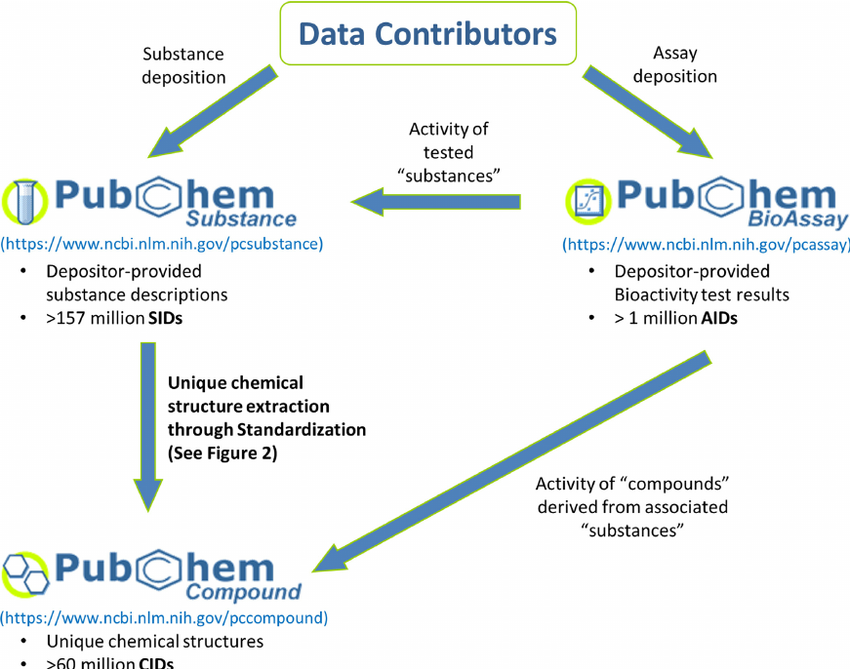 Data Contributors
Substance
deposition
Assay
deposition
Activity of
tested
“substances”
PubChem
Substance
(https://www.ncbi.nlm.nih.gov/pcsubstance)
• Depositor-provided
substance descriptions
• >157 million SIDs
PubChem
BioAssay
(https://www.ncbi.nlm.nih.gov/pcassay)
• Depositor-provided
Bioactivity test results
• > 1 million AIDs
Unique chemical
structure extraction
through Standardization
(See Figure 2)
Activity of “compounds”
derived from associated
“substances”
PubChem
Compound
(https://www.ncbi.nlm.nih.gov/pccompound)
• Unique chemical structures
• >60 million CIDs